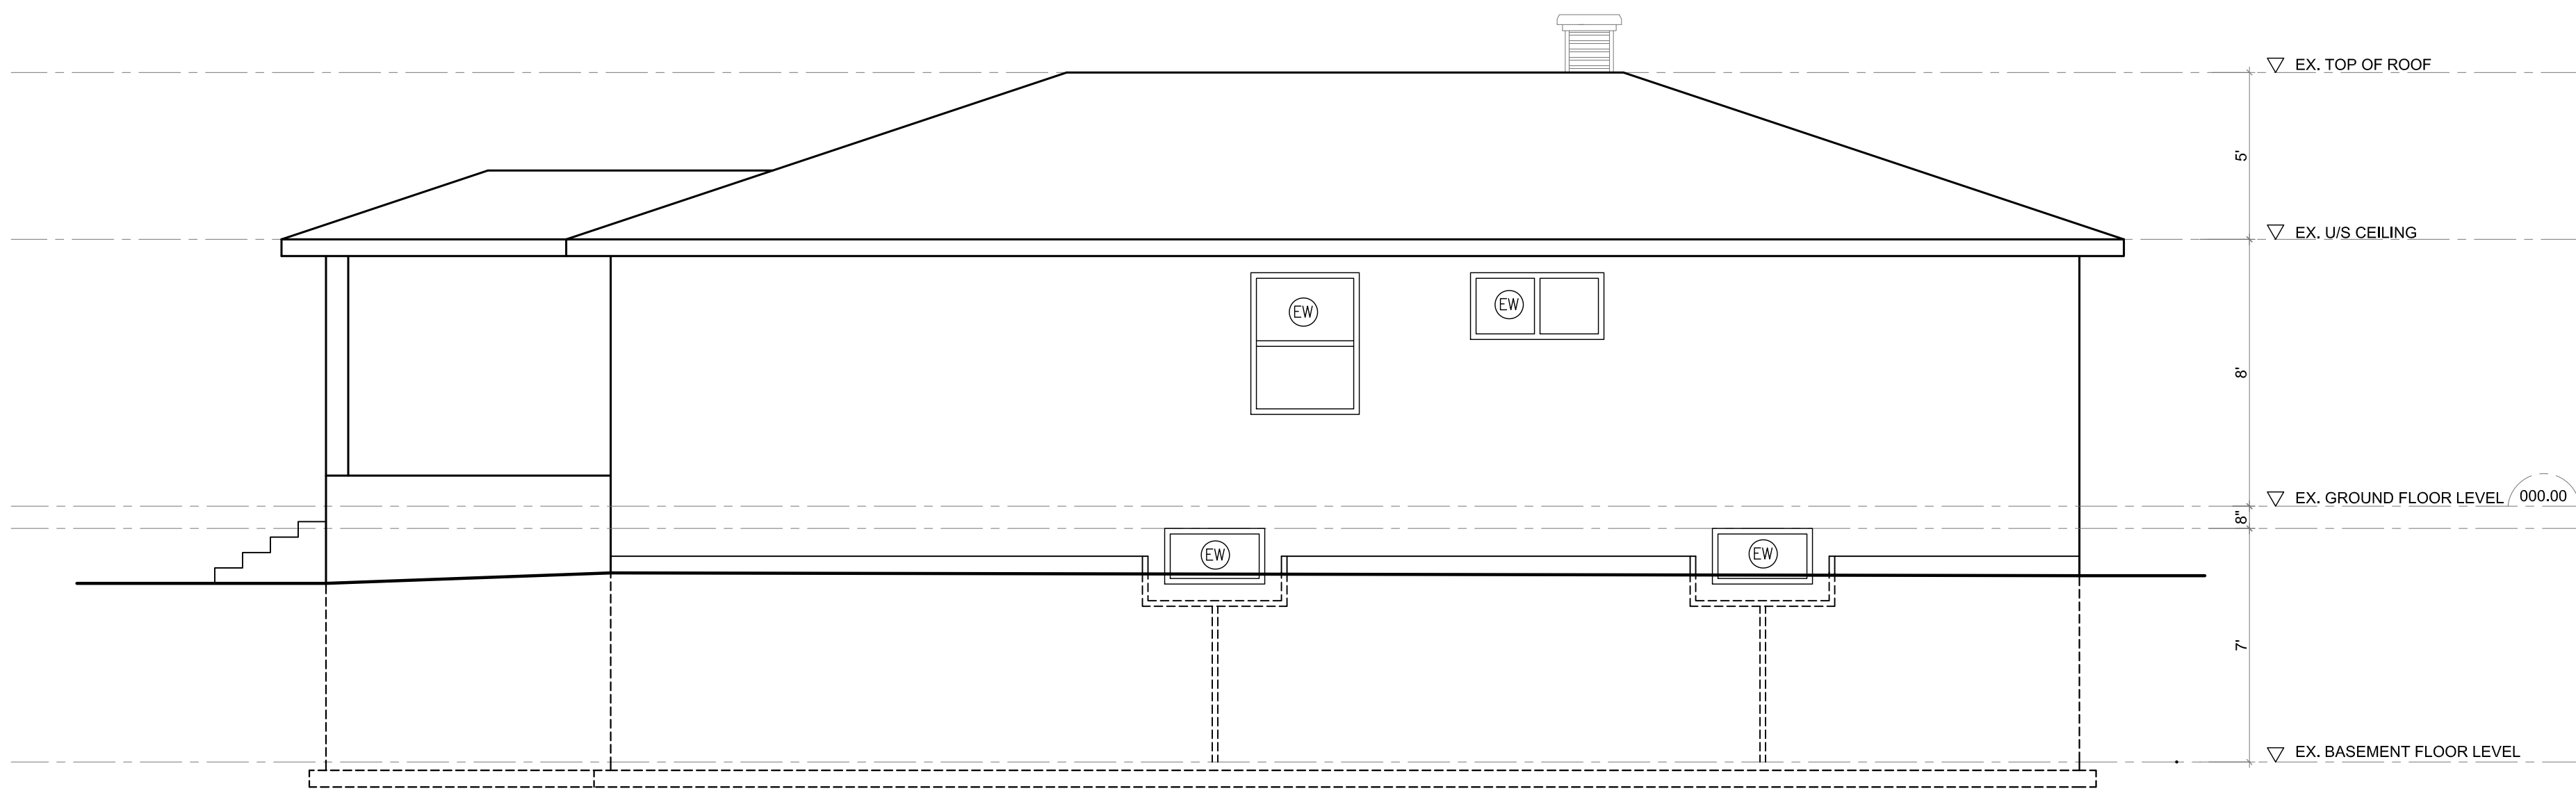 EX. TOP OF ROOF
5'
EX. U/S CEILING
EW
EW
8'
EX. GROUND FLOOR LEVEL
000.00
8"
EW
EW
7'
EX. BASEMENT FLOOR LEVEL